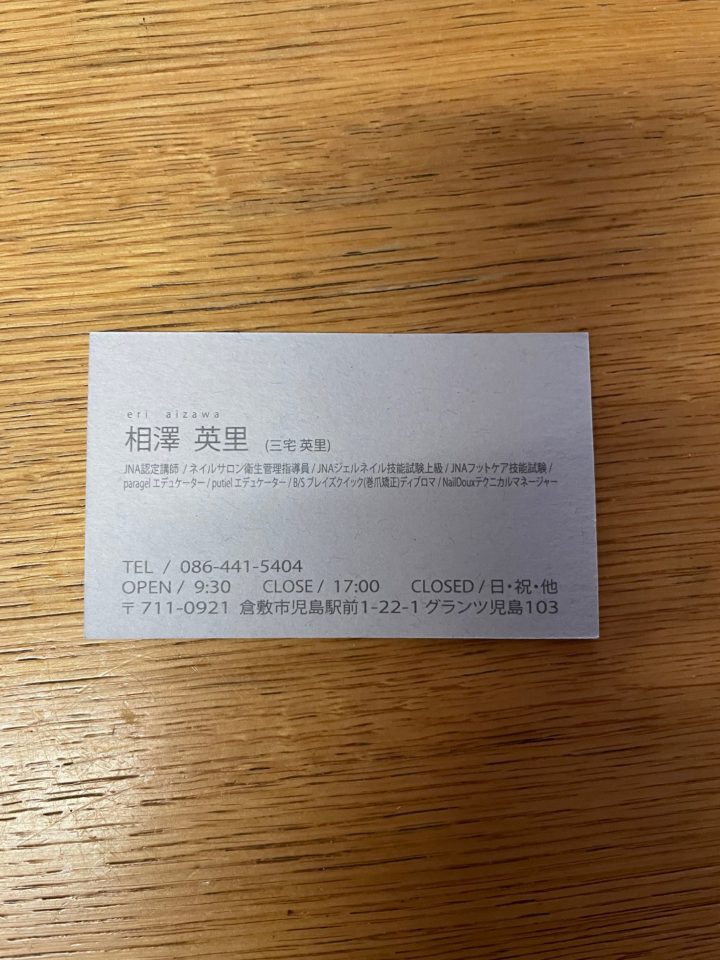 eri aizawa
相澤 英里 (三宅 英里)
JNA認定講師 / ネイルサロン衛生管理指導員 / JNAジェルネイル技能試験上級 / JNAフットケア技能試験 /
paragel エデュケーター / putiel エデュケーター / B/S ブレイズクイック(巻爪矯正)ディプロマ / NailDouxテクニカルマネージャー
TEL / 086-441-5404
OPEN / 9:30 CLOSE / 17:00 CLOSED / 日・祝・他
〒711-0921 倉敷市児島駅前1-22-1 グランツ児島103